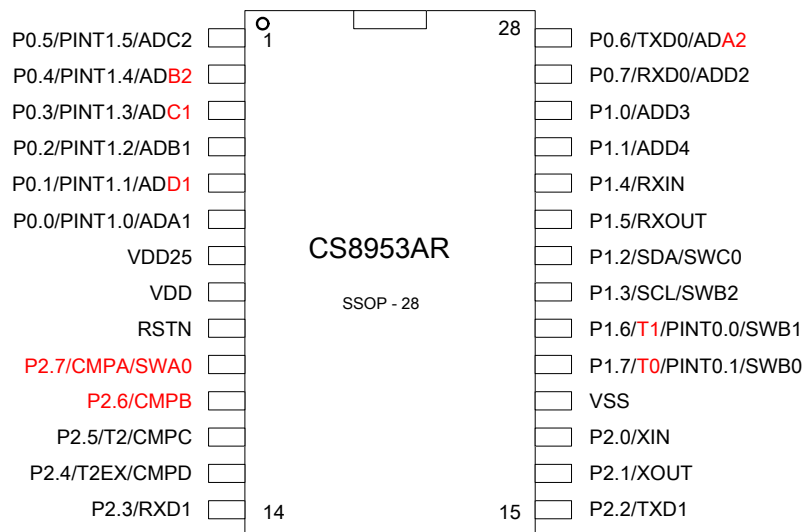 P0.5/PINT1.5/ADC2
P0.4/PINT1.4/ADB2
P0.3/PINT1.3/ADC1
P0.2/PINT1.2/ADB1
P0.1/PINT1.1/ADD1
P0.0/PINT1.0/ADA1
VDD25
VDD
RSTN
P2.7/CMPA/SWA0
P2.6/CMPB
P2.5/T2/CMPC
P2.4/T2EX/CMPD
P2.3/RXD1
1
28
CS8953AR
SSOP - 28
14
15
P0.6/TXD0/ADA2
P0.7/RXD0/ADD2
P1.0/ADD3
P1.1/ADD4
P1.4/RXIN
P1.5/RXOUT
P1.2/SDA/SWC0
P1.3/SCL/SWB2
P1.6/T1/PINT0.0/SWB1
P1.7/T0/PINT0.1/SWB0
VSS
P2.0/XIN
P2.1/XOUT
P2.2/TXD1